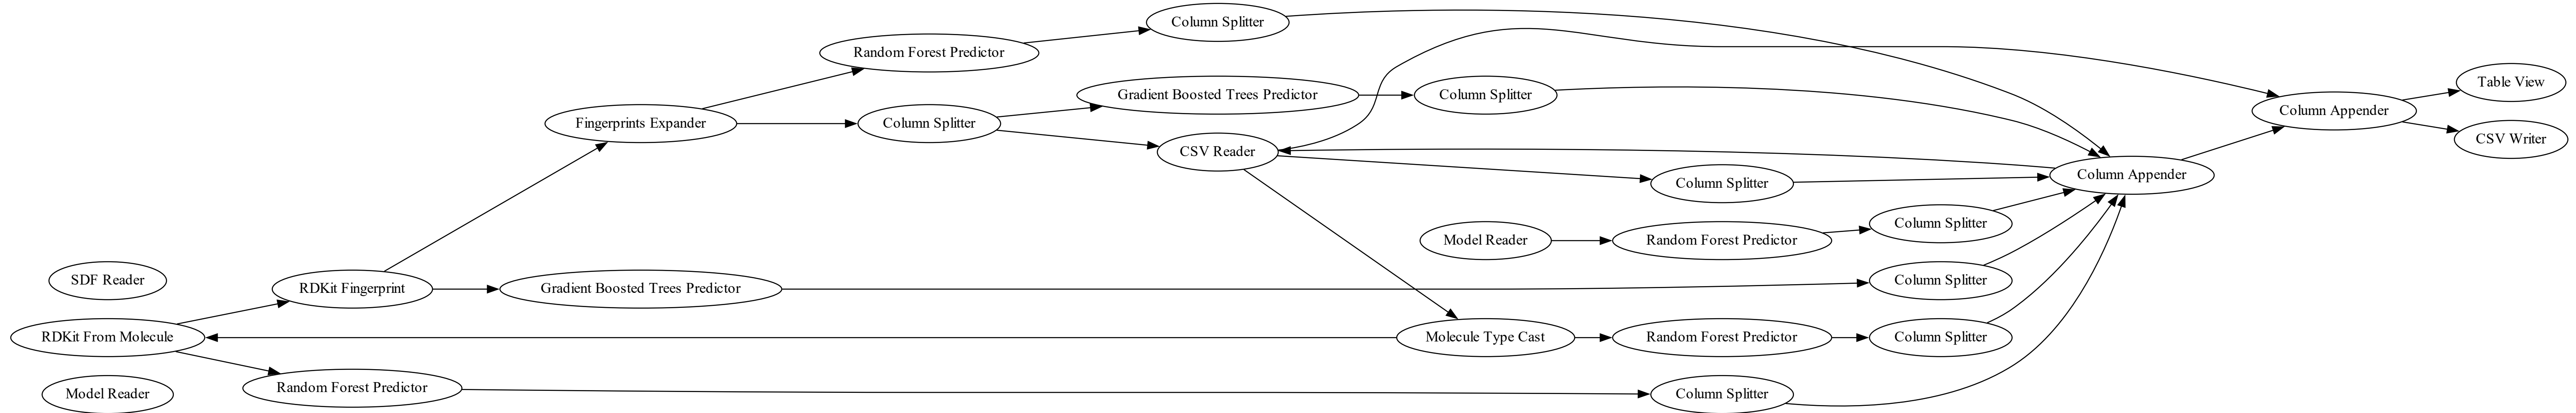 Column Splitter
Random Forest Predictor
Table View
Gradient Boosted Trees Predictor
Column Splitter
Column Appender
Fingerprints Expander
Column Splitter
CSV Writer
CSV Reader
Column Appender
Column Splitter
Column Splitter
Model Reader
Random Forest Predictor
SDF Reader
Column Splitter
RDKit Fingerprint
Gradient Boosted Trees Predictor
RDKit From Molecule
Molecule Type Cast
Random Forest Predictor
Column Splitter
Random Forest Predictor
Model Reader
Column Splitter